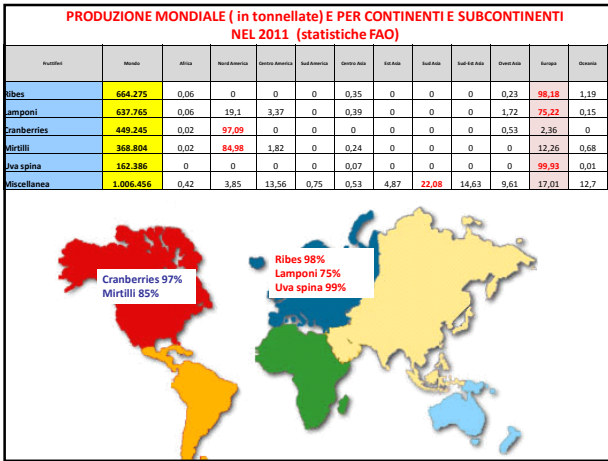 PRODUZIONE MONDIALE ( in tonnellate) E PER CONTINENTI E SUBCONTINENTI
NEL 2011 (statistiche FAO)
Fruttiferi Mondo Africa Nord America Centro America Sud America Centro Asia Est Asia Sud Asia Sud-Est Asia Ovest Asia Europa Oceania
Ribes 664.275 0,06 0 0 0 0,35 0 0 0 0,23 98,18 1,19
Lamponi 637.765 0,06 19,1 3,37 0 0,39 0 0 0 1,72 75,22 0,15
Cranberries 449.245 0,02 97,09 0 0 0 0 0 0 0,53 2,36 0
Mirtilli 368.804 0,02 84,98 1,82 0 0,24 0 0 0 0 12,26 0,68
Uva spina 162.386 0 0 0 0 0,07 0 0 0 0 99,93 0,01
Miscellanea 1.006.456 0,42 3,85 13,56 0,75 0,53 4,87 22,08 14,63 9,61 17,01 12,7
Cranberries 97%
Mirtilli 85%
Ribes 98%
Lamponi 75%
Uva spina 99%